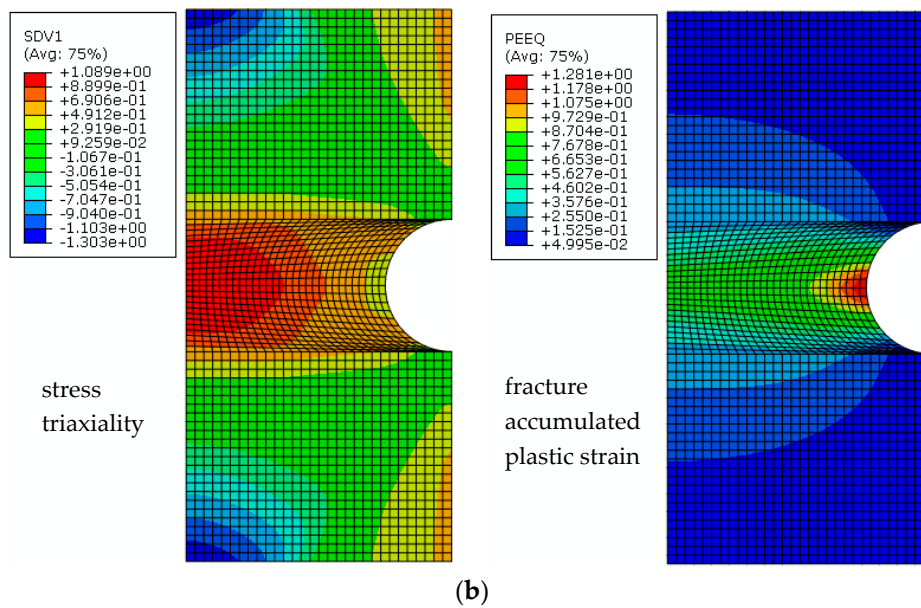 SDV1
(Avg: 75%)
+1.089e+00
+8.899e-01
+6.906e-01
+4.912e-01
+2.919e-01
+9.259e-02
-1.067e-01
-3.061e-01
-5.054e-01
-7.047e-01
-9.040e-01
-1.103e+00
-1.303e+00
stress
triaxiality
PEEQ
(Avg: 75%)
+1.281e+00
+1.178e+00
+1.075e+00
+9.729e-01
+8.704e-01
+7.678e-01
+6.653e-01
+5.627e-01
+4.602e-01
+3.576e-01
+2.550e-01
+1.525e-01
+4.995e-02
fracture
accumulated
plastic strain
(b)